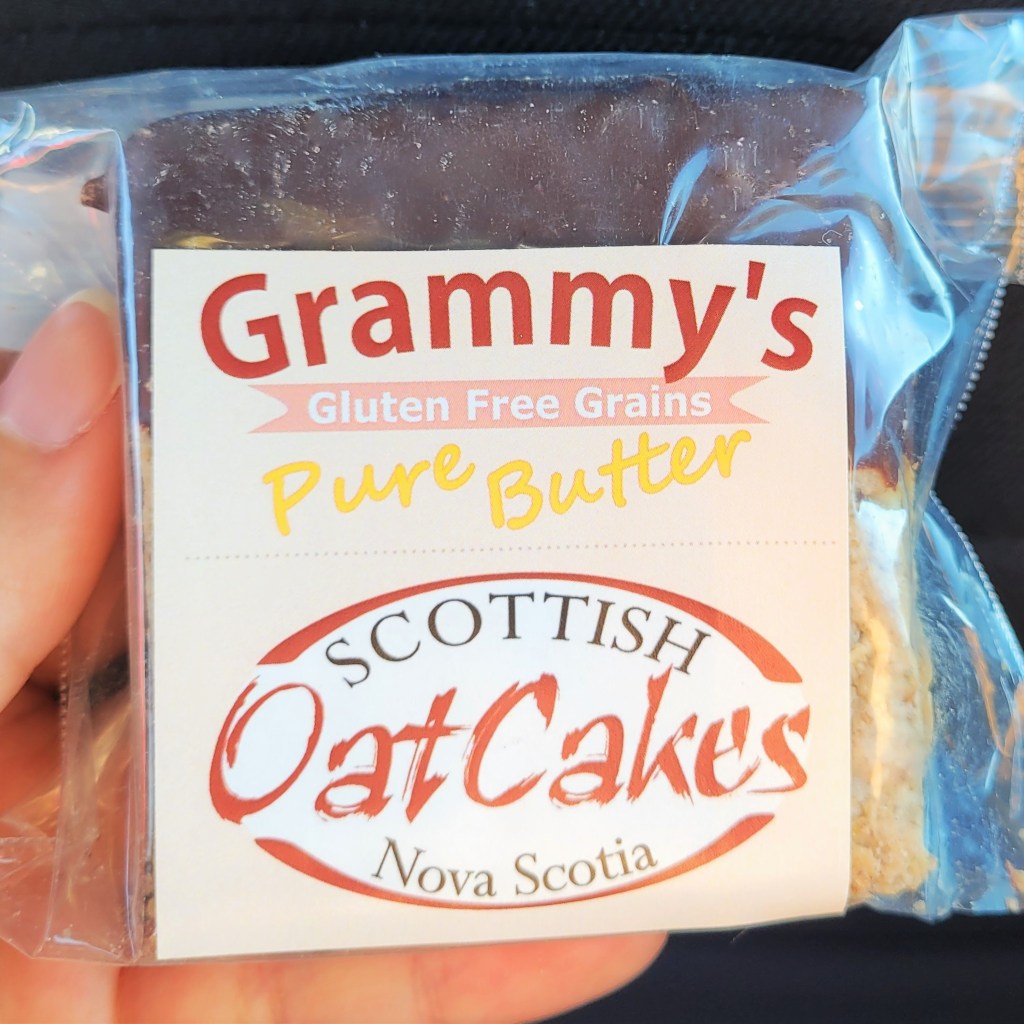 Grammy's
Gluten Free Grains
Pure Butter
SCOTTISH
OatCakes
Nova Scotia